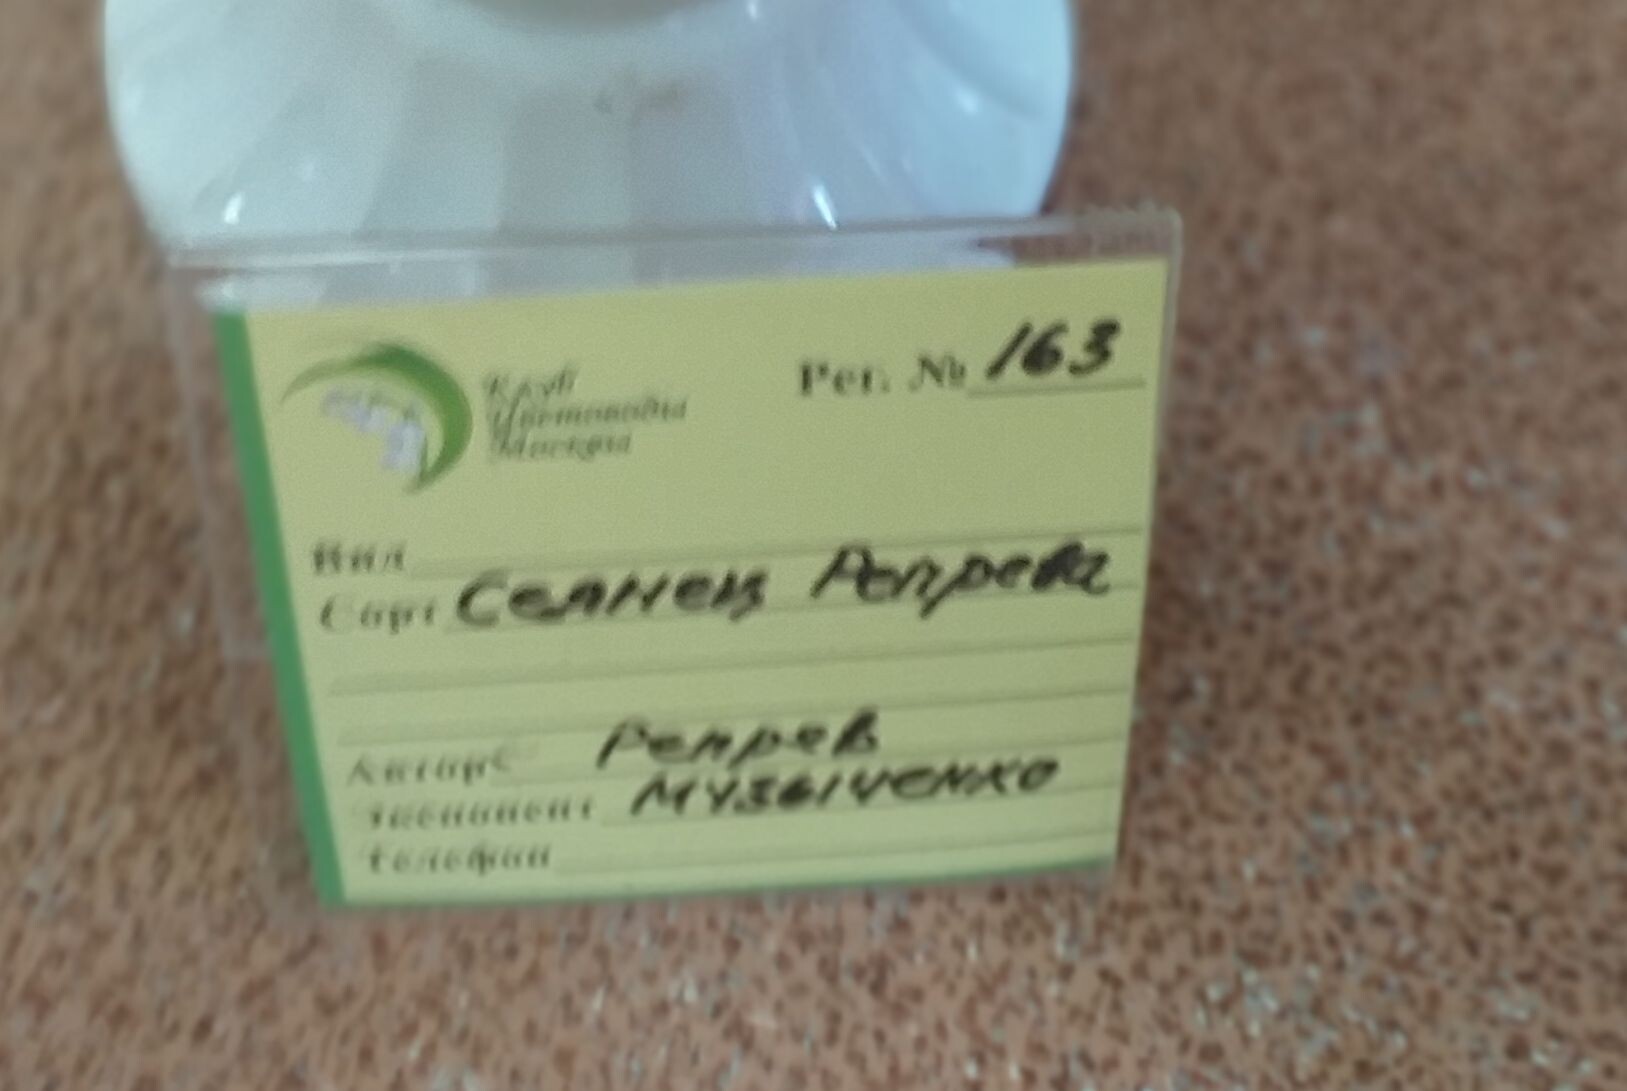 Клуб
Цветоводы
Москвы
Рег. № 163
Вид
Сорт Сеянец Репрева
Автор Репрев
Экспонент Музыченко
Телефон